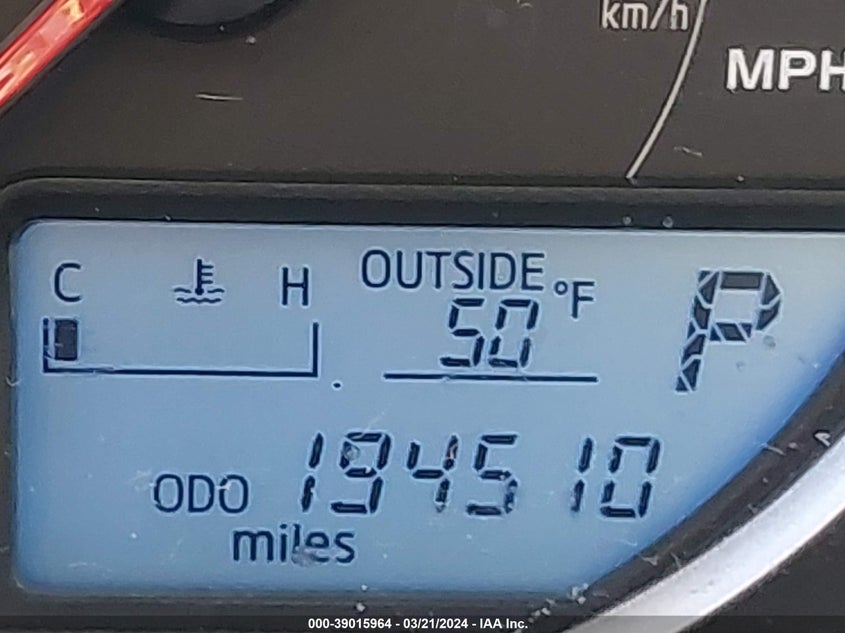 km/h
MPH
C H OUTSIDE °F P
50
ODO 194510
miles
000-39015964 - 03/21/2024 - IAA Inc.